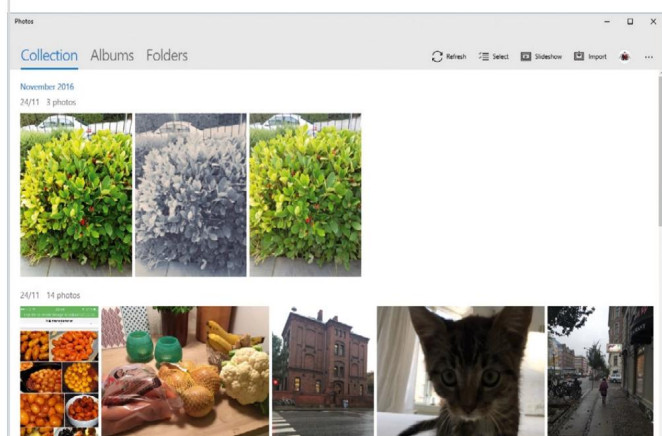 Photos
Collection Albums Folders Refresh Select Slideshow Import
November 2016
24/11 3 photos
24/11 14 photos